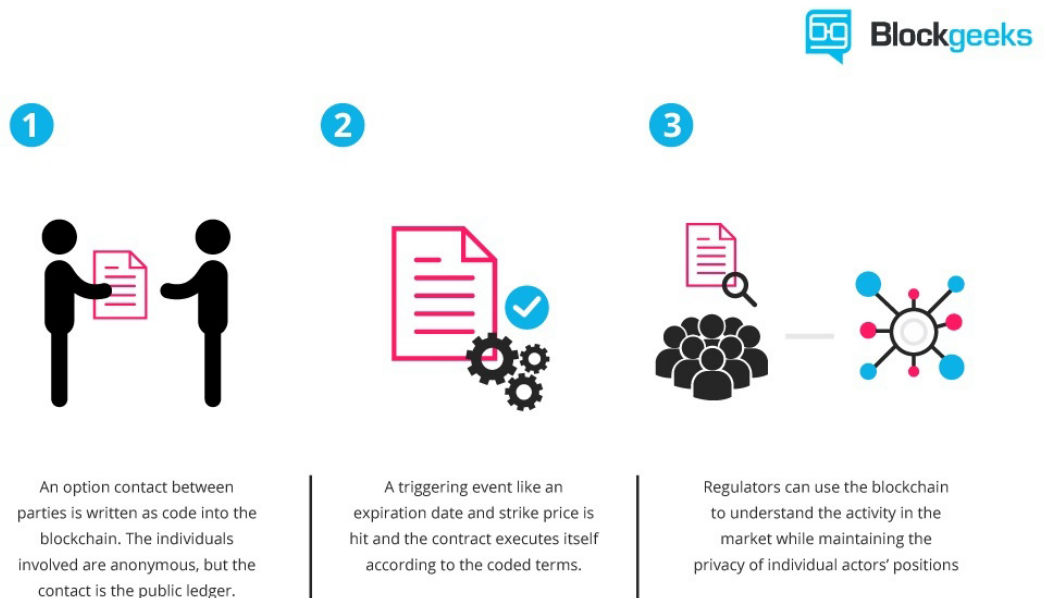 Blockgeeks
1
2
3
An option contact between
parties is written as code into the
blockchain. The individuals
involved are anonymous, but the
contact is the public ledger.
A triggering event like an
expiration date and strike price is
hit and the contract executes itself
according to the coded terms.
Regulators can use the blockchain
to understand the activity in the
market while maintaining the
privacy of individual actors’ positions